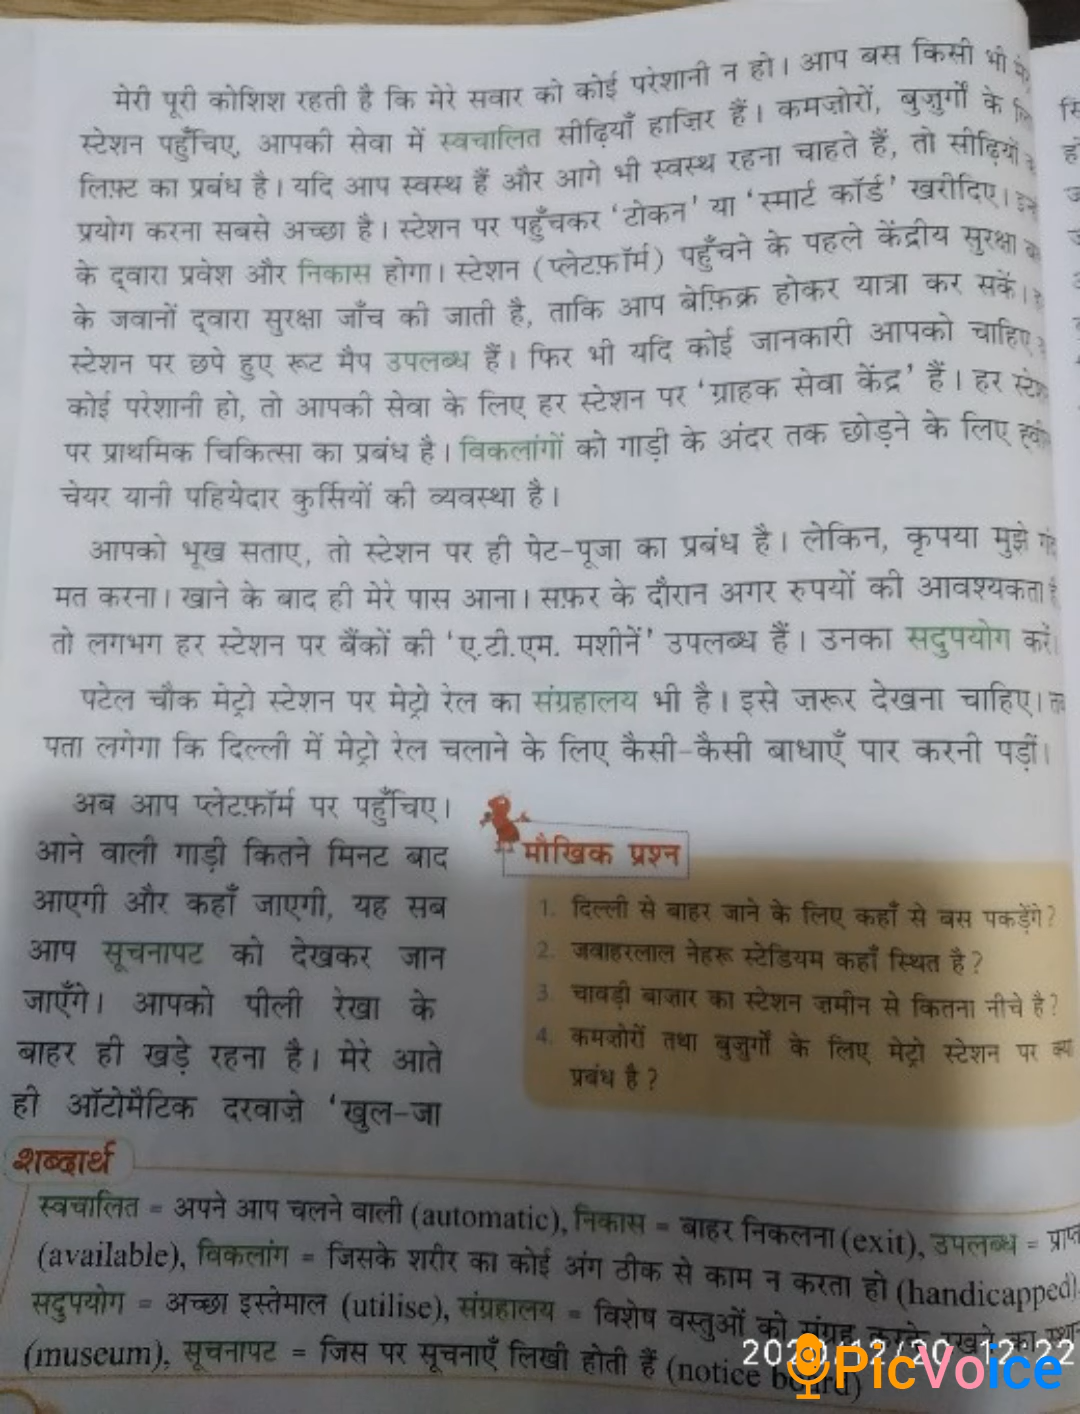 मेरी पूरी कोशिश रहती है कि मेरे सवार को कोई परेशानी न हो। आप बस किसी भी
स्टेशन पहुँचिए, आपकी सेवा में स्वचालित सीढ़ियाँ हाज़िर हैं। कमज़ोरों, बुज़ुर्गों के
लिफ़्ट का प्रबंध है। यदि आप स्वस्थ हैं और आगे भी स्वस्थ रहना चाहते हैं, तो सीढ़ियों
प्रयोग करना सबसे अच्छा है। स्टेशन पर पहुँचकर 'टोकन' या 'स्मार्ट कॉर्ड' खरीदिए।
के द्वारा प्रवेश और निकास होगा। स्टेशन (प्लेटफ़ॉर्म) पहुँचने के पहले केंद्रीय सुरक्षा
के जवानों द्वारा सुरक्षा जाँच की जाती है, ताकि आप बेफ़िक्र होकर यात्रा कर सकें।
स्टेशन पर छपे हुए रूट मैप उपलब्ध हैं। फिर भी यदि कोई जानकारी आपको चाहिए
कोई परेशानी हो, तो आपकी सेवा के लिए हर स्टेशन पर 'ग्राहक सेवा केंद्र' हैं। हर
पर प्राथमिक चिकित्सा का प्रबंध है। विकलांगों को गाड़ी के अंदर तक छोड़ने के लिए
चेयर यानी पहियेदार कुर्सियों की व्यवस्था है।
आपको भूख सताए, तो स्टेशन पर ही पेट-पूजा का प्रबंध है। लेकिन, कृपया मुझे
मत करना। खाने के बाद ही मेरे पास आना। सफ़र के दौरान अगर रुपयों की आवश्यकता
तो लगभग हर स्टेशन पर बैंकों की 'ए.टी.एम. मशीनें' उपलब्ध हैं। उनका सदुपयोग करें।
पटेल चौक मेट्रो स्टेशन पर मेट्रो रेल का संग्रहालय भी है। इसे ज़रूर देखना चाहिए।
पता लगेगा कि दिल्ली में मेट्रो रेल चलाने के लिए कैसी-कैसी बाधाएँ पार करनी पड़ीं।
अब आप प्लेटफ़ॉर्म पर पहुँचिए।
आने वाली गाड़ी कितने मिनट बाद
आएगी और कहाँ जाएगी, यह सब
आप सूचनापट को देखकर जान
जाएँगे। आपको पीली रेखा के
बाहर ही खड़े रहना है। मेरे आते
ही ऑटोमैटिक दरवाज़े 'खुल-जा
मौखिक प्रश्न
1. दिल्ली से बाहर जाने के लिए कहाँ से बस पकड़ेंगे?
2. जवाहरलाल नेहरू स्टेडियम कहाँ स्थित है?
3. चावड़ी बाज़ार का स्टेशन ज़मीन से कितना नीचे है?
4. कमज़ोरों तथा बुज़ुर्गों के लिए मेट्रो स्टेशन पर क्या
प्रबंध है?
शब्दार्थ
स्वचालित = अपने आप चलने वाली (automatic), निकास = बाहर निकलना (exit), उपलब्ध = प्राप्त
(available), विकलांग = जिसके शरीर का कोई अंग ठीक से काम न करता हो (handicapped)
सदुपयोग = अच्छा इस्तेमाल (utilise), संग्रहालय = विशेष वस्तुओं को संग्रह करके रखने का स्थान
(museum), सूचनापट = जिस पर सूचनाएँ लिखी होती हैं (notice board)
2020/12/20 12:22
PicVoice